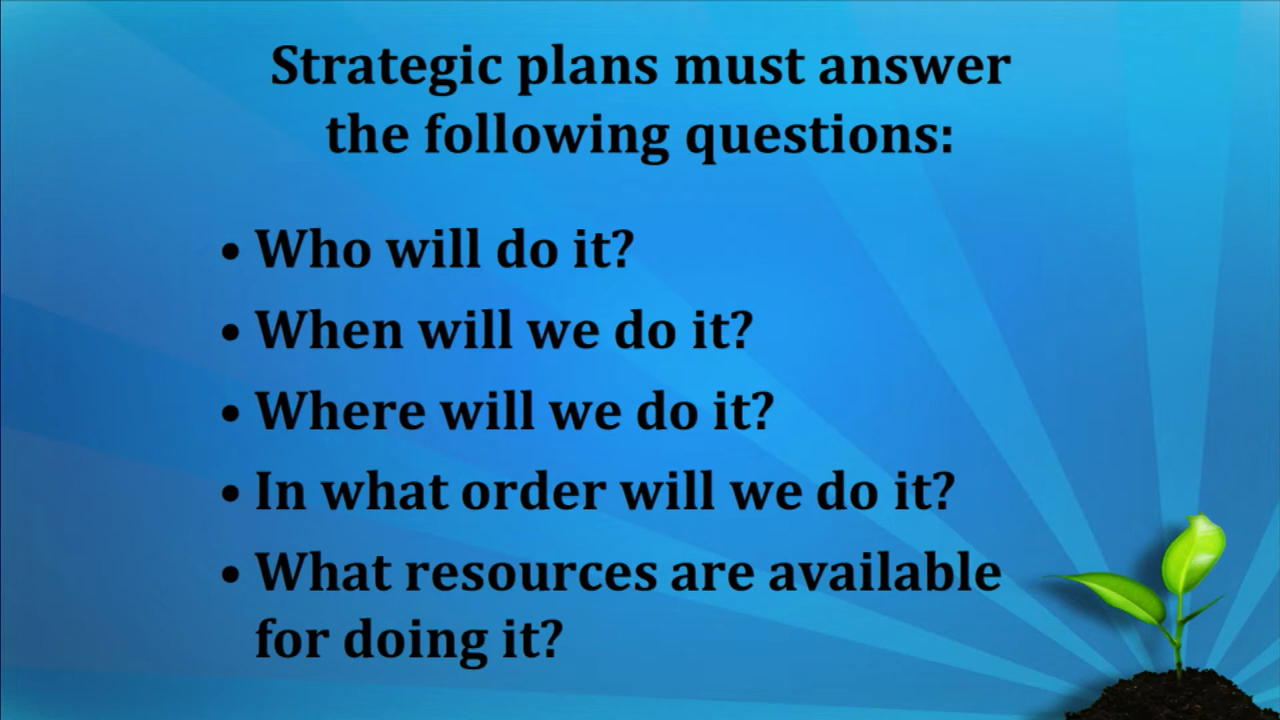 Strategic plans must answer
the following questions:
• Who will do it?
• When will we do it?
• Where will we do it?
• In what order will we do it?
• What resources are available
for doing it?